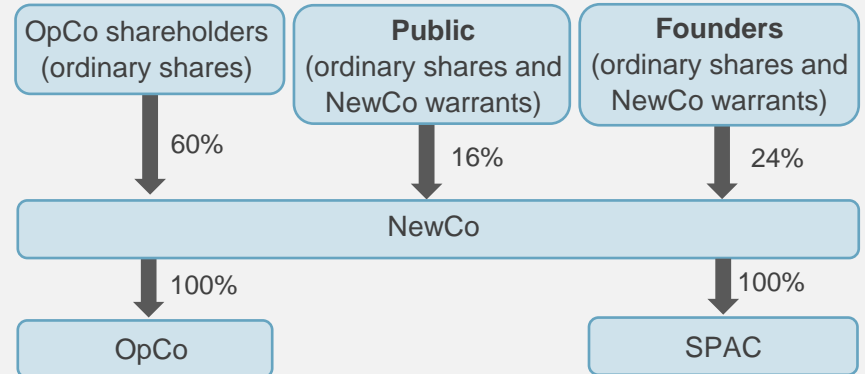 OpCo shareholders
(ordinary shares)
Public
(ordinary shares and
NewCo warrants)
Founders
(ordinary shares and
NewCo warrants)
60%
16%
24%
NewCo
100%
100%
OpCo
SPAC